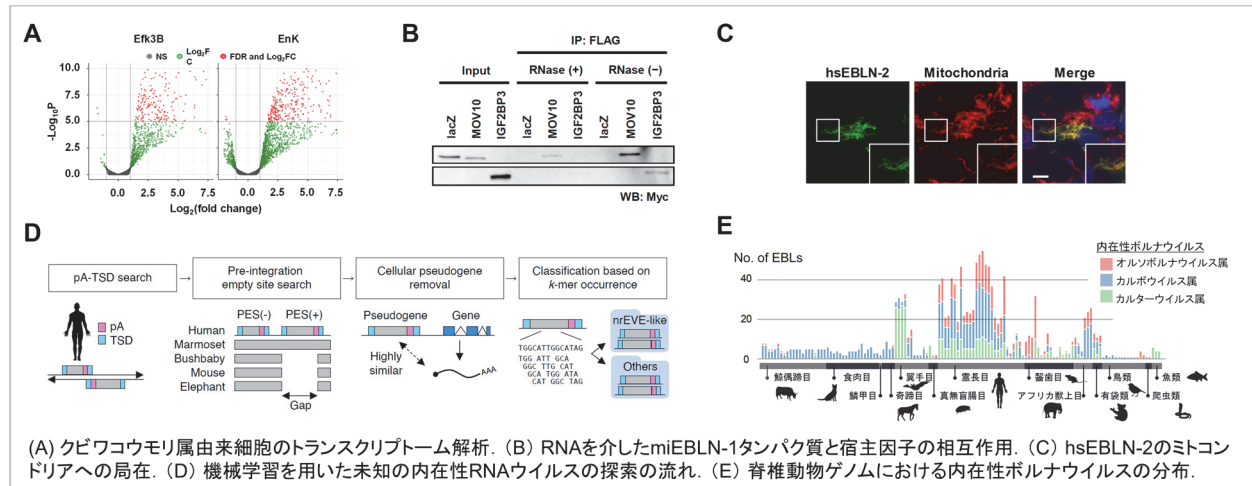 A
Efk3B
EnK
NS
Log₂F
C
FDR and Log₂FC
10.0
7.5
5.0
2.5
0.0
-Log₁₀P
0.0 2.5 5.0 7.5
0.0 2.5 5.0 7.5
Log₂(fold change)
B
IP: FLAG
Input
RNase (+)
RNase (−)
lacZ
MOV10
IGF2BP3
lacZ
MOV10
IGF2BP3
lacZ
MOV10
IGF2BP3
WB: Myc
C
hsEBLN-2
Mitochondria
Merge
D
pA-TSD search
Pre-integration
empty site search
Cellular pseudogene
removal
Classification based on
k-mer occurrence
pA
TSD
PES(-)
PES(+)
Human
Marmoset
Bushbaby
Mouse
Elephant
Gap
Pseudogene
Gene
Highly
similar
AAA
TGGCATTGGCATAG
TGG ATT GCA
GGC TTG CAT
GCA TGG ATA
CAT GGC TAG
nrEVE-like
Others
E
No. of EBLs
内在性ボルナウイルス
オルソボルナウイルス属
カルボウイルス属
カルターウイルス属
40
20
0
鯨偶蹄目
食肉目
翼手目
霊長目
齧歯目
鳥類
魚類
鱗甲目
奇蹄目
真無盲腸目
アフリカ獣上目
有袋類
爬虫類
(A) クビワコウモリ属由来細胞のトランスクリプトーム解析. (B) RNAを介したmiEBLN-1タンパク質と宿主因子の相互作用. (C) hsEBLN-2のミトコン
ドリアへの局在. (D) 機械学習を用いた未知の内在性RNAウイルスの探索の流れ. (E) 脊椎動物ゲノムにおける内在性ボルナウイルスの分布.